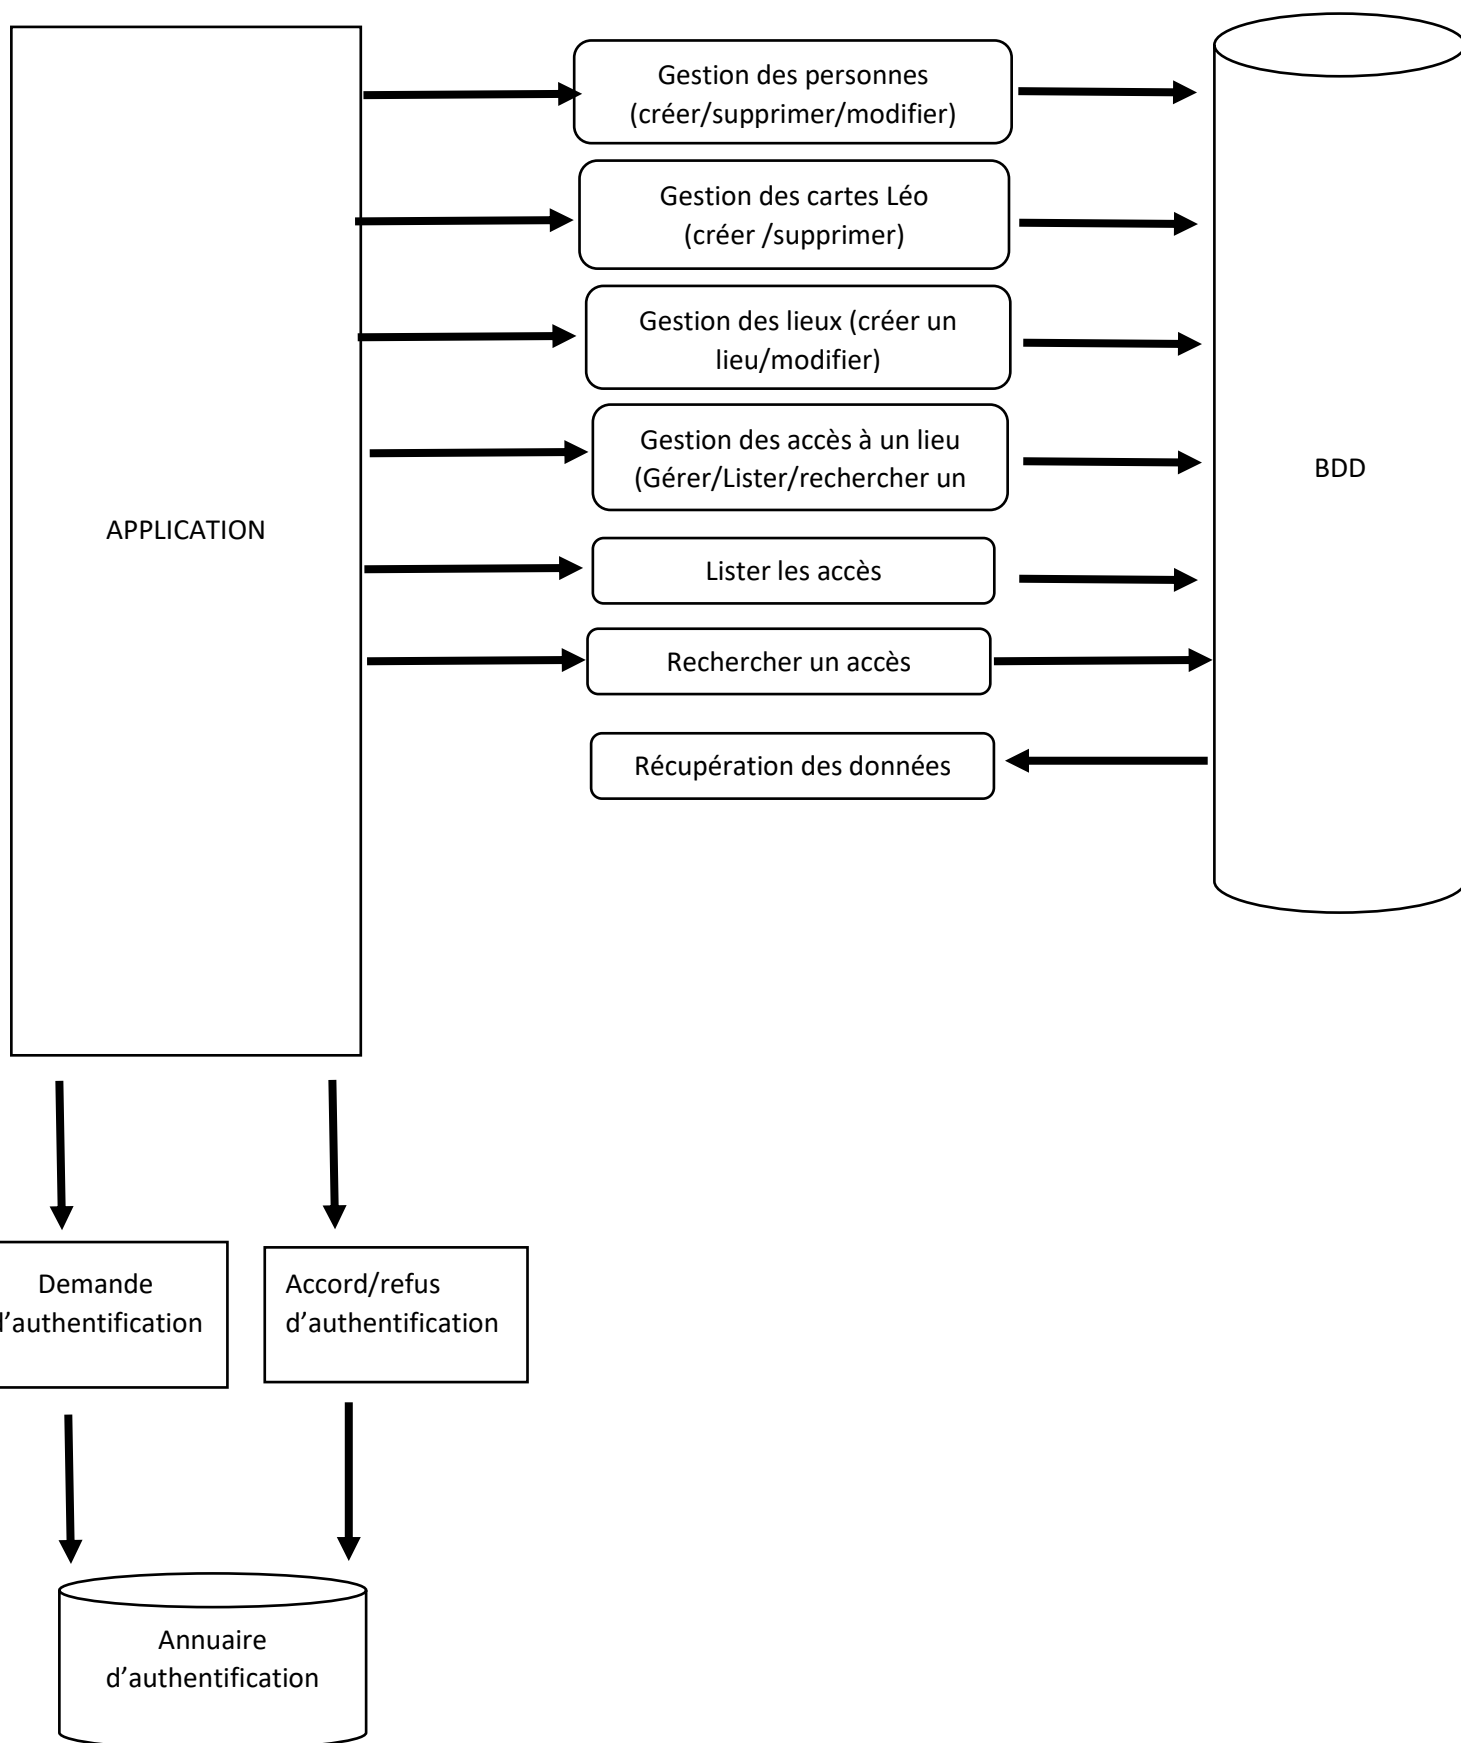 Gestion des personnes
(créer/supprimer/modifier)
Gestion des cartes Léo
(créer /supprimer)
Gestion des lieux (créer un
lieu/modifier)
Gestion des accès à un lieu
(Gérer/Lister/rechercher un
BDD
APPLICATION
Lister les accès
Rechercher un accès
Récupération des données
Demande
d’authentification
Accord/refus
d’authentification
Annuaire
d’authentification